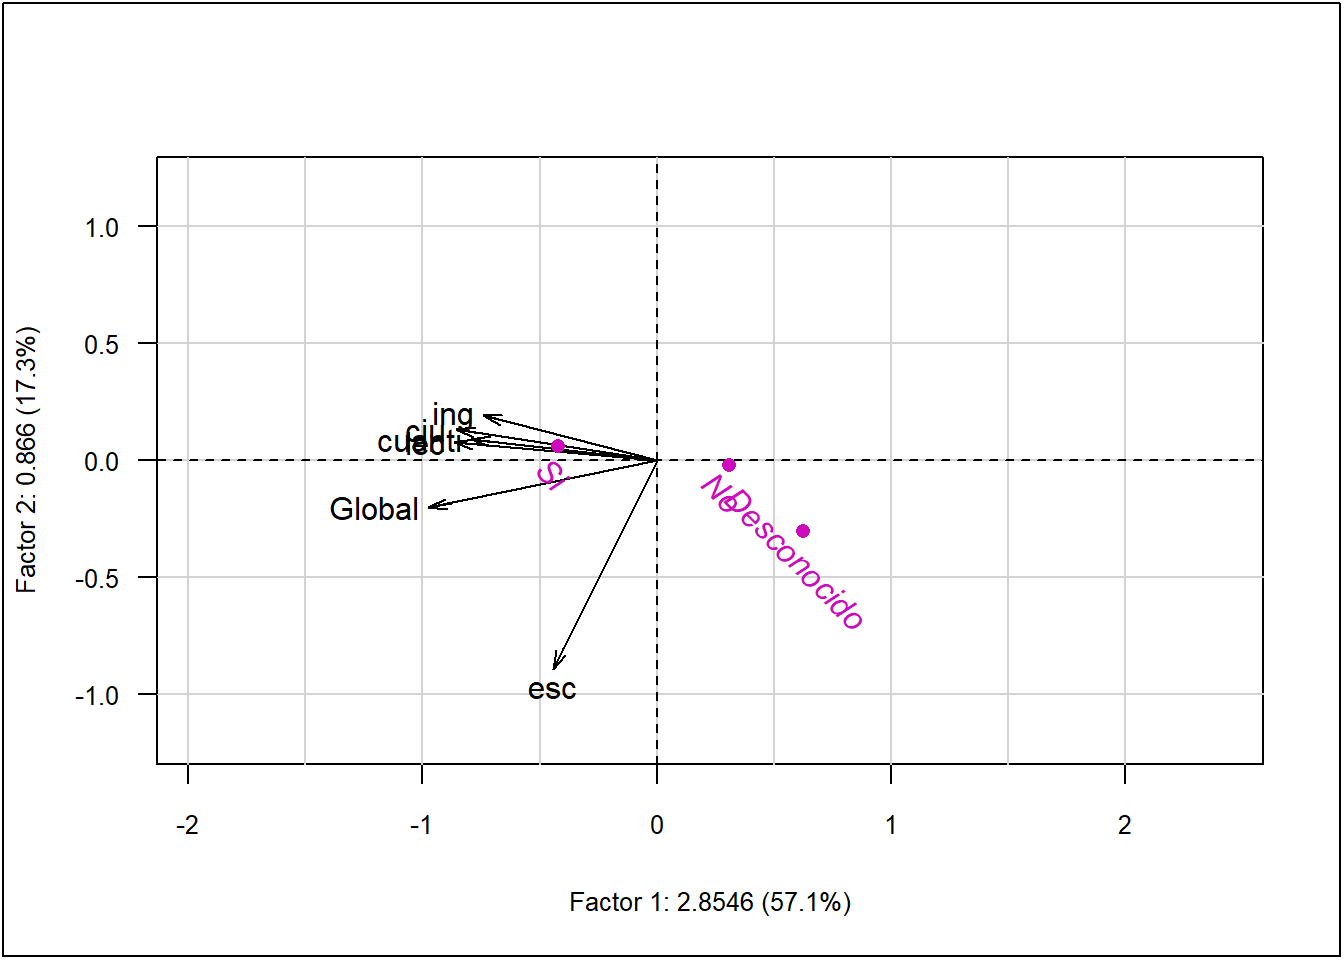 1.0
0.5
0.0
-0.5
-1.0
Factor 2: 0.866 (17.3%)
ing
Global
esc
Si
No
Desconocido
-2
-1
0
1
2
Factor 1: 2.8546 (57.1%)